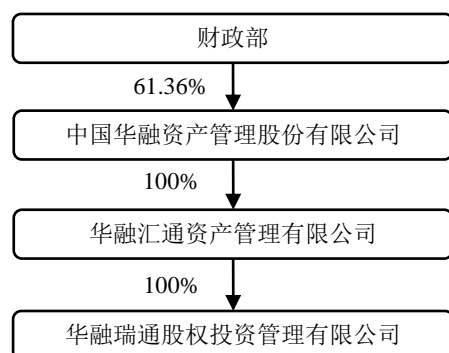 财政部
61.36%
中国华融资产管理股份有限公司
100%
华融汇通资产管理有限公司
100%
华融瑞通股权投资管理有限公司